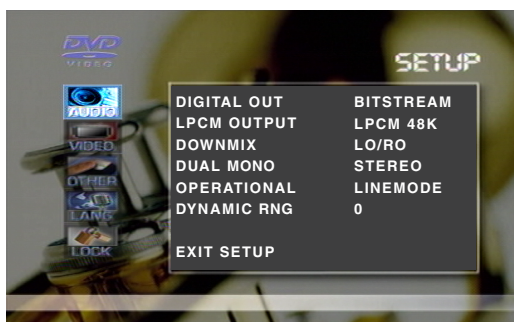 DVD
VIDEO
SETUP
AUDIO
VIDEO
OTHER
LANG
LOCK
DIGITAL OUT BITSTREAM
LPCM OUTPUT LPCM 48K
DOWNMIX LO/RO
DUAL MONO STEREO
OPERATIONAL LINEMODE
DYNAMIC RNG 0
EXIT SETUP